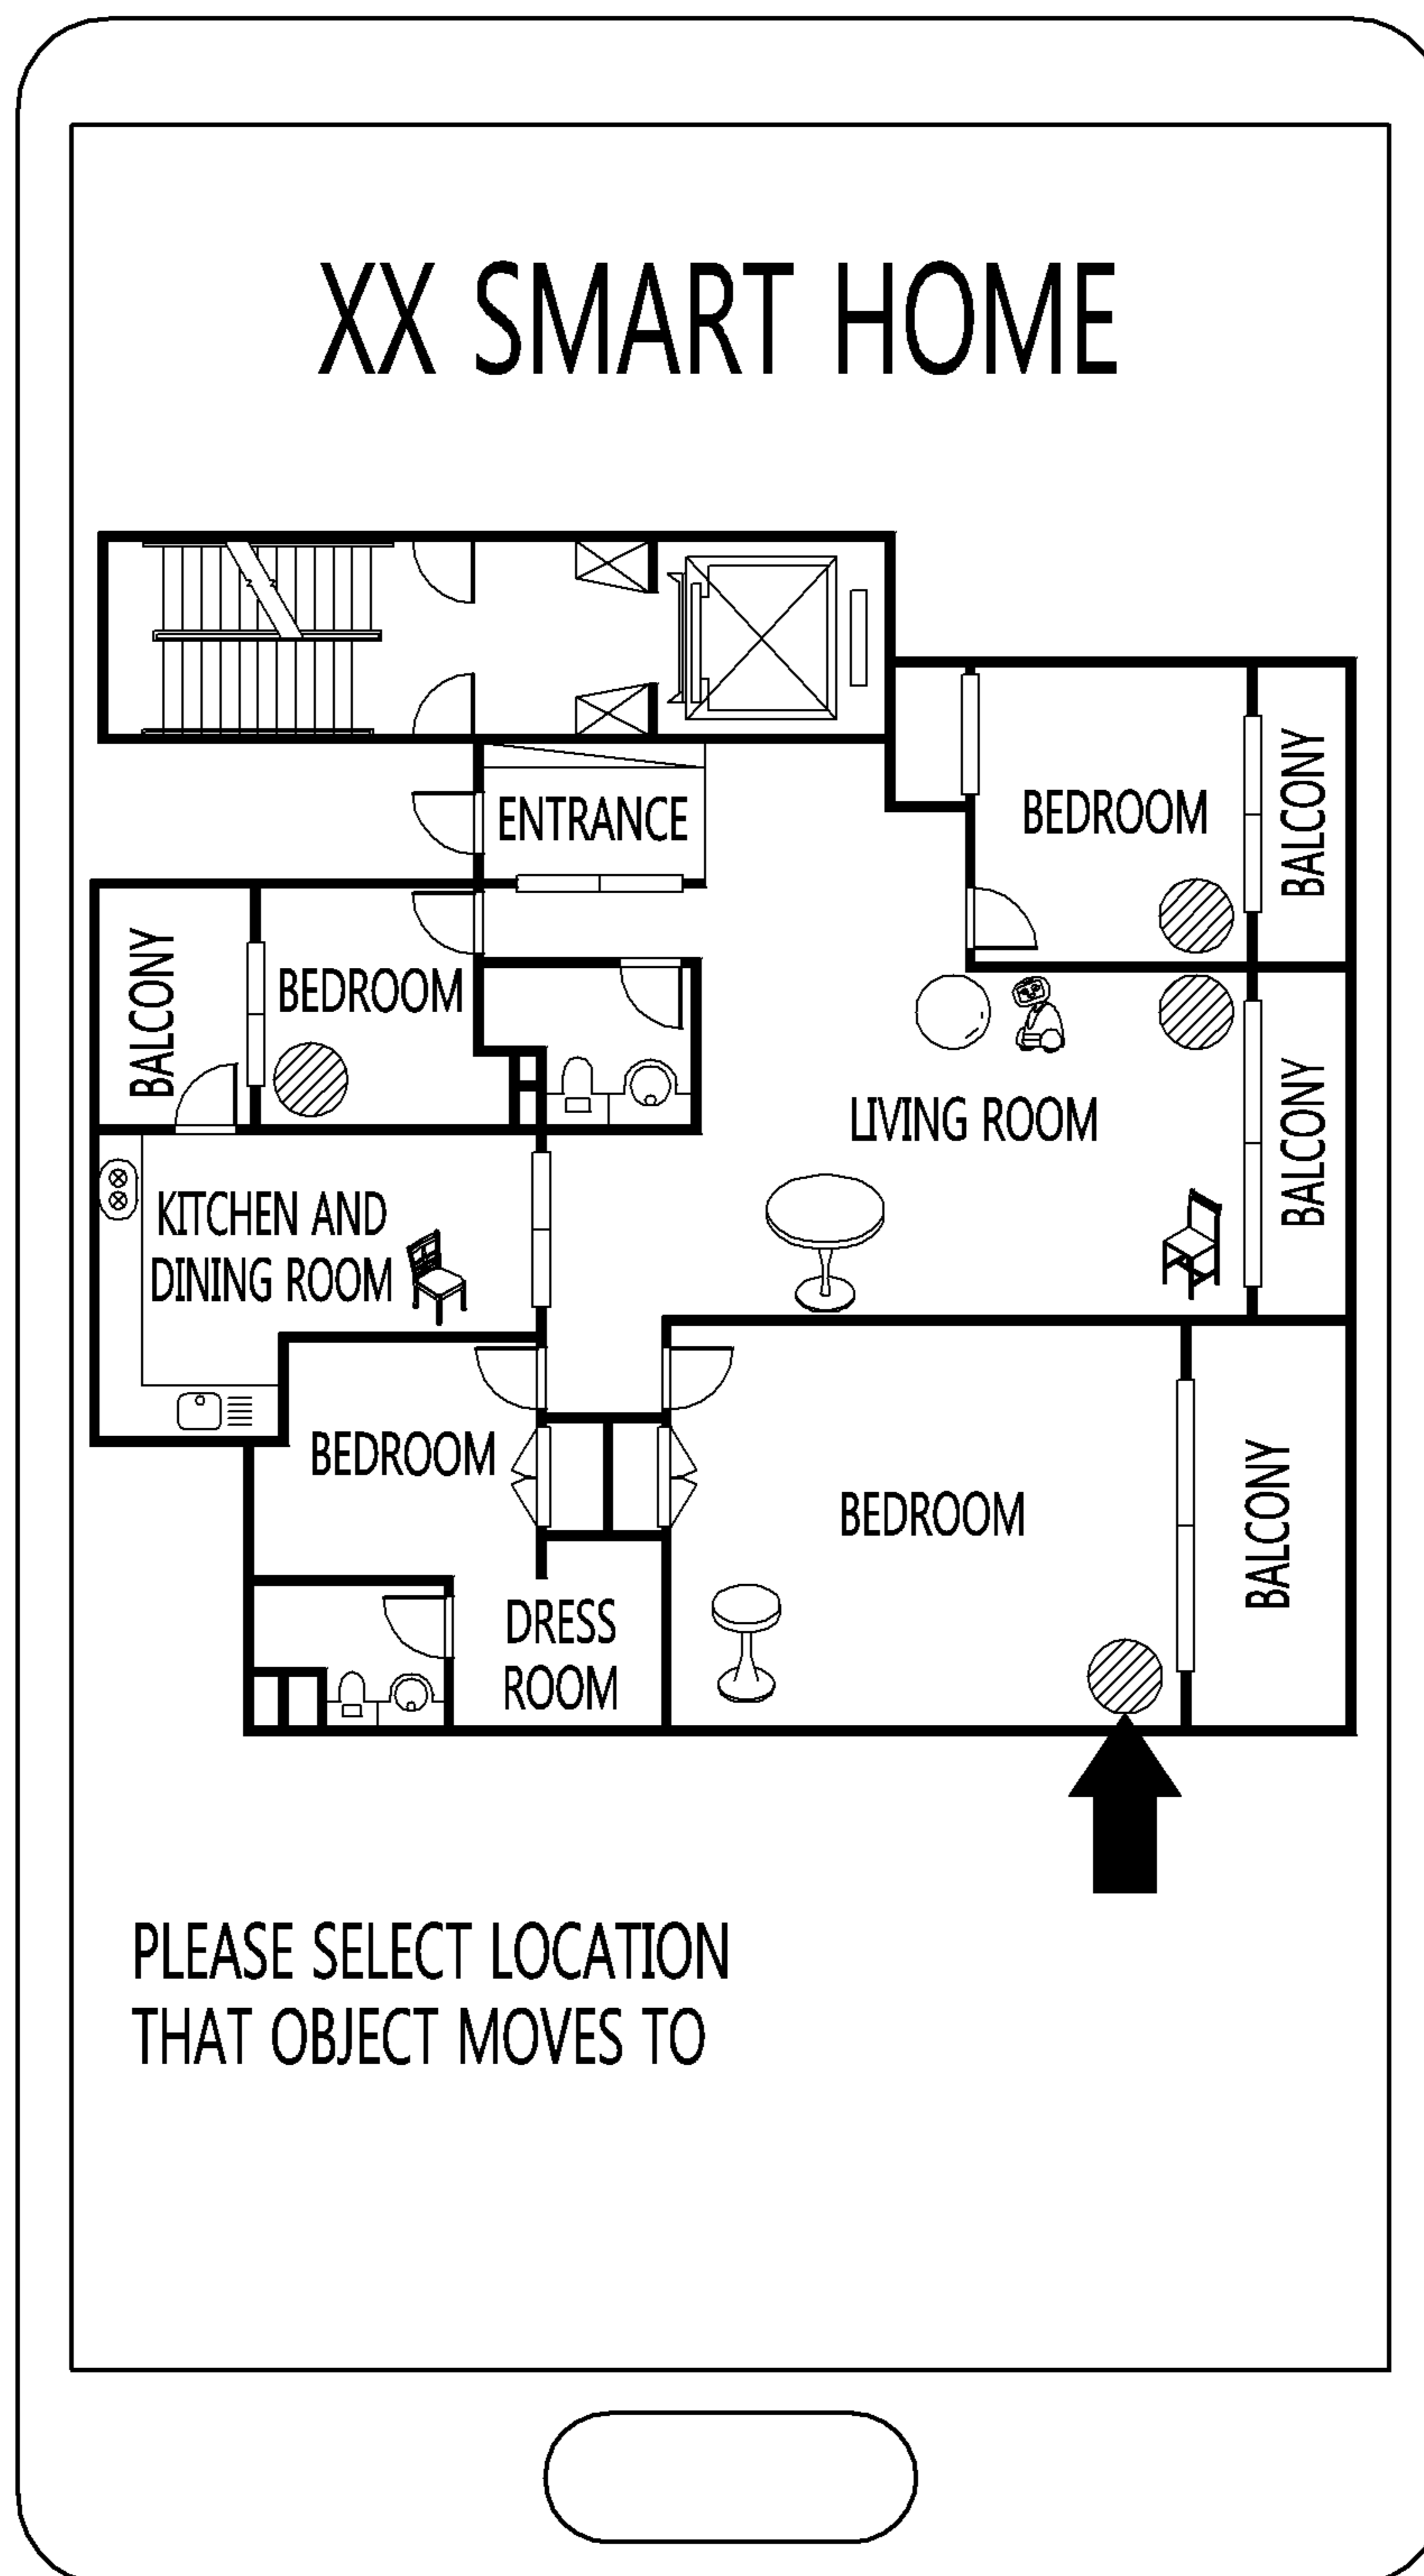 XX SMART HOME
ENTRANCE
BEDROOM
BALCONY
BALCONY
BEDROOM
LIVING ROOM
BALCONY
KITCHEN AND
DINING ROOM
BEDROOM
BEDROOM
BALCONY
DRESS
ROOM
PLEASE SELECT LOCATION
THAT OBJECT MOVES TO